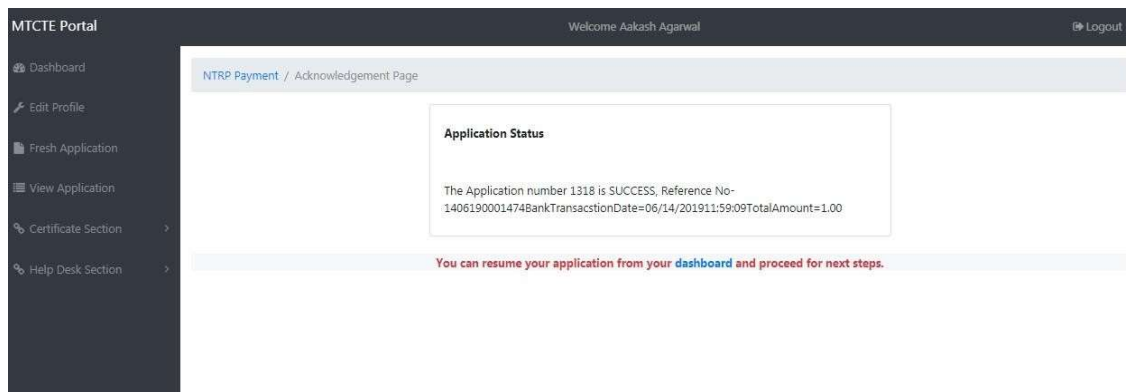 MTCTE Portal
Welcome Aakash Agarwal
Logout
Dashboard
Edit Profile
Fresh Application
View Application
Certificate Section
Help Desk Section
NTRP Payment / Acknowledgement Page
Application Status
The Application number 1318 is SUCCESS, Reference No-
1406190001474BankTransacstionDate=06/14/201911:59:09TotalAmount=1.00
You can resume your application from your dashboard and proceed for next steps.